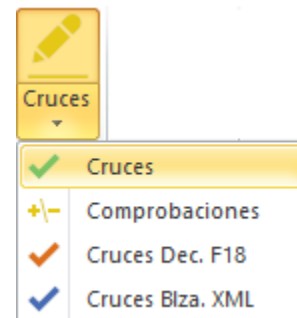 Cruces
Cruces
+\- Comprobaciones
Cruces Dec. F18
Cruces Blza. XML